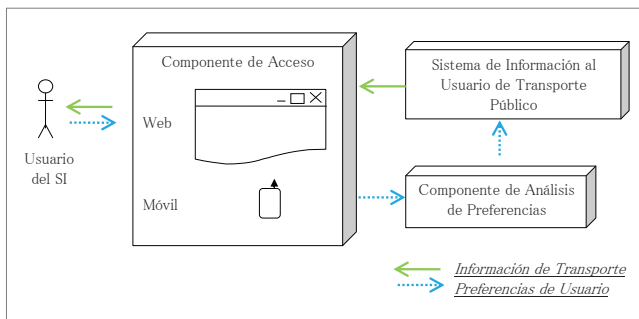 Componente de Acceso
Web
Móvil
Usuario
del SI
Sistema de Información al
Usuario de Transporte
Público
Componente de Análisis
de Preferencias
Información de Transporte
Preferencias de Usuario